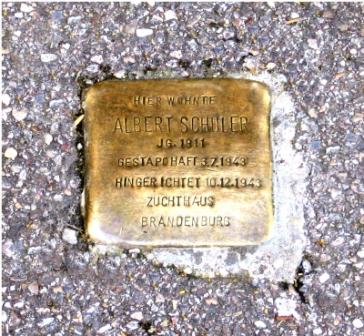 HIER WOHNTE
ALBERT SCHULER
JG. 1911
GESTAPOHAFT 3.7.1943
HINGERICHTET 10.12.1943
ZUCHTHAUS
BRANDENBURG